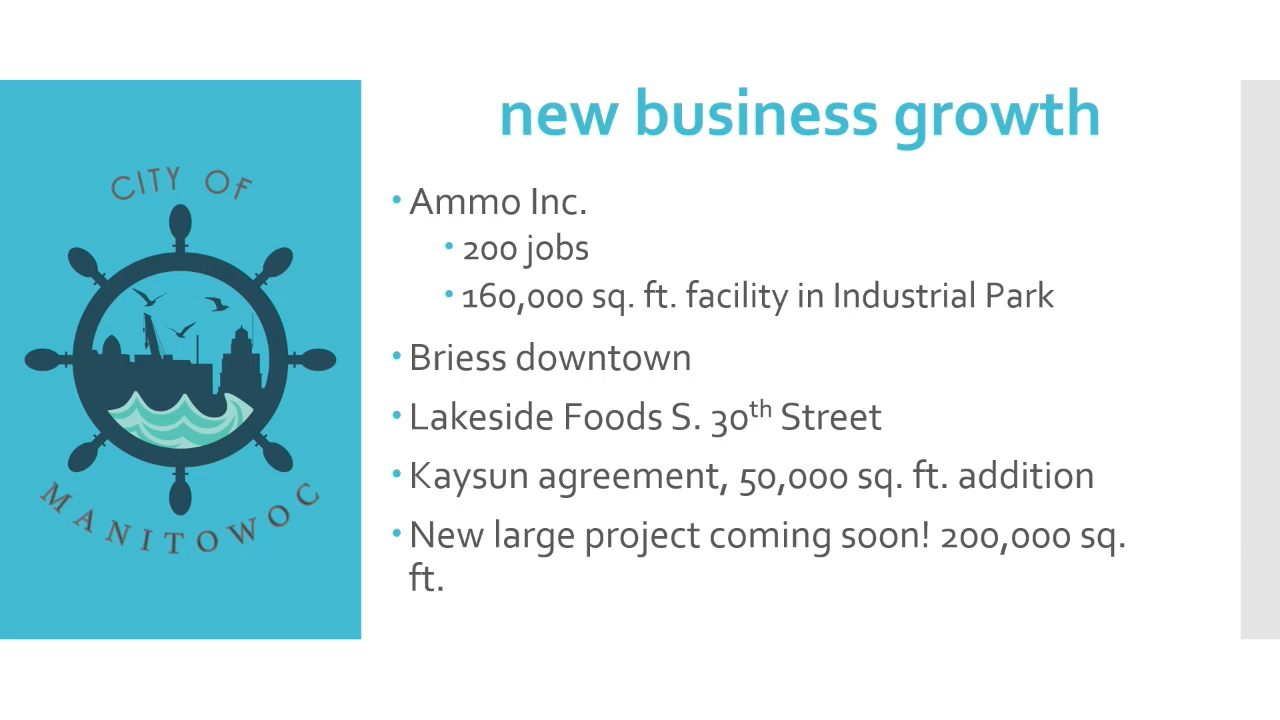 CITY OF
MANITOWOC
new business growth
• Ammo Inc.
• 200 jobs
• 160,000 sq. ft. facility in Industrial Park
• Briess downtown
• Lakeside Foods S. 30th Street
• Kaysun agreement, 50,000 sq. ft. addition
• New large project coming soon! 200,000 sq.
ft.